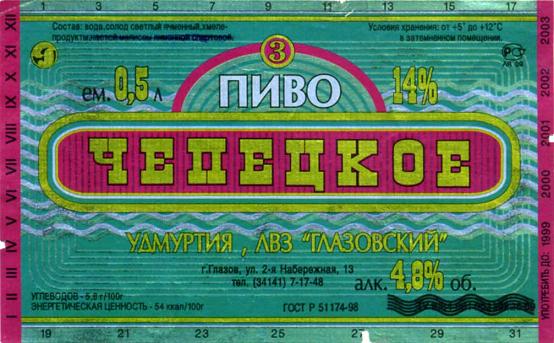 1 3 5 7 9 11 13 15 17
Состав: вода, солод светлый ячменный, хмеле-
продукты,
Условия хранения: от +5° до +12°С
в затемненном помещении.
3
РСТ
ем. 0,5 л
ПИВО
14%
ЧЕПЕЦКОЕ
УДМУРТИЯ , ЛВЗ "ГЛАЗОВСКИЙ"
г.Глазов, ул. 2-я Набережная, 13
тел. (34141) 7-17-48
алк. 4,8% об.
УГЛЕВОДОВ - 5,8 г/100г
ЭНЕРГЕТИЧЕСКАЯ ЦЕННОСТЬ - 54 ккал/100г
ГОСТ Р 51174-98
19 21 23 25 27 29 31
I II III IV V VI VII VIII IX X XI XII
УПОТРЕБИТЬ ДО: 1999 2000 2001 2002 2003